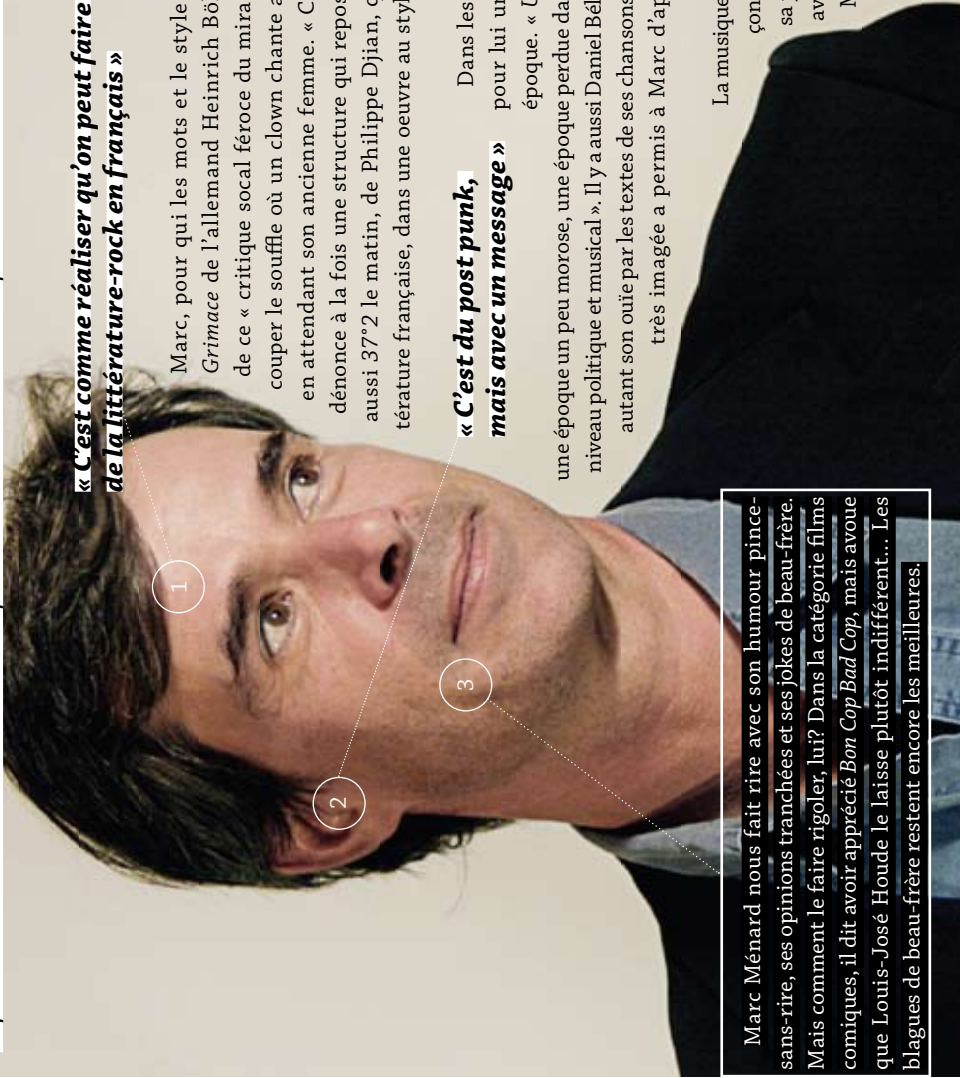 « C'est comme réaliser qu'on peut faire
de la littérature-rock en français »
Marc, pour qui les mots et le style
Grimace de l'allemand Heinrich Bö
de ce « critique socal féroce du mira
couper le souffle où un clown chante a
en attendant son ancienne femme. « C
dénonce à la fois une structure qui repos
aussi 37°2 le matin, de Philippe Djian,
térature française, dans une oeuvre au styl
« C'est du post punk,
mais avec un message »
Dans les
pour lui un
époque. « U
une époque un peu morose, une époque perdue da
niveau politique et musical ». Il y a aussi Daniel Bel
autant son ouïe par les textes de ses chansons
très imagée a permis à Marc d'ap
La musique
çon
sa
av
1
2
3
Marc Ménard nous fait rire avec son humour pince-
sans-rire, ses opinions tranchées et ses jokes de beau-frère.
Mais comment le faire rigoler, lui? Dans la catégorie films
comiques, il dit avoir apprécié Bon Cop Bad Cop, mais avoue
que Louis-José Houde le laisse plutôt indifférent... Les
blagues de beau-frère restent encore les meilleures.